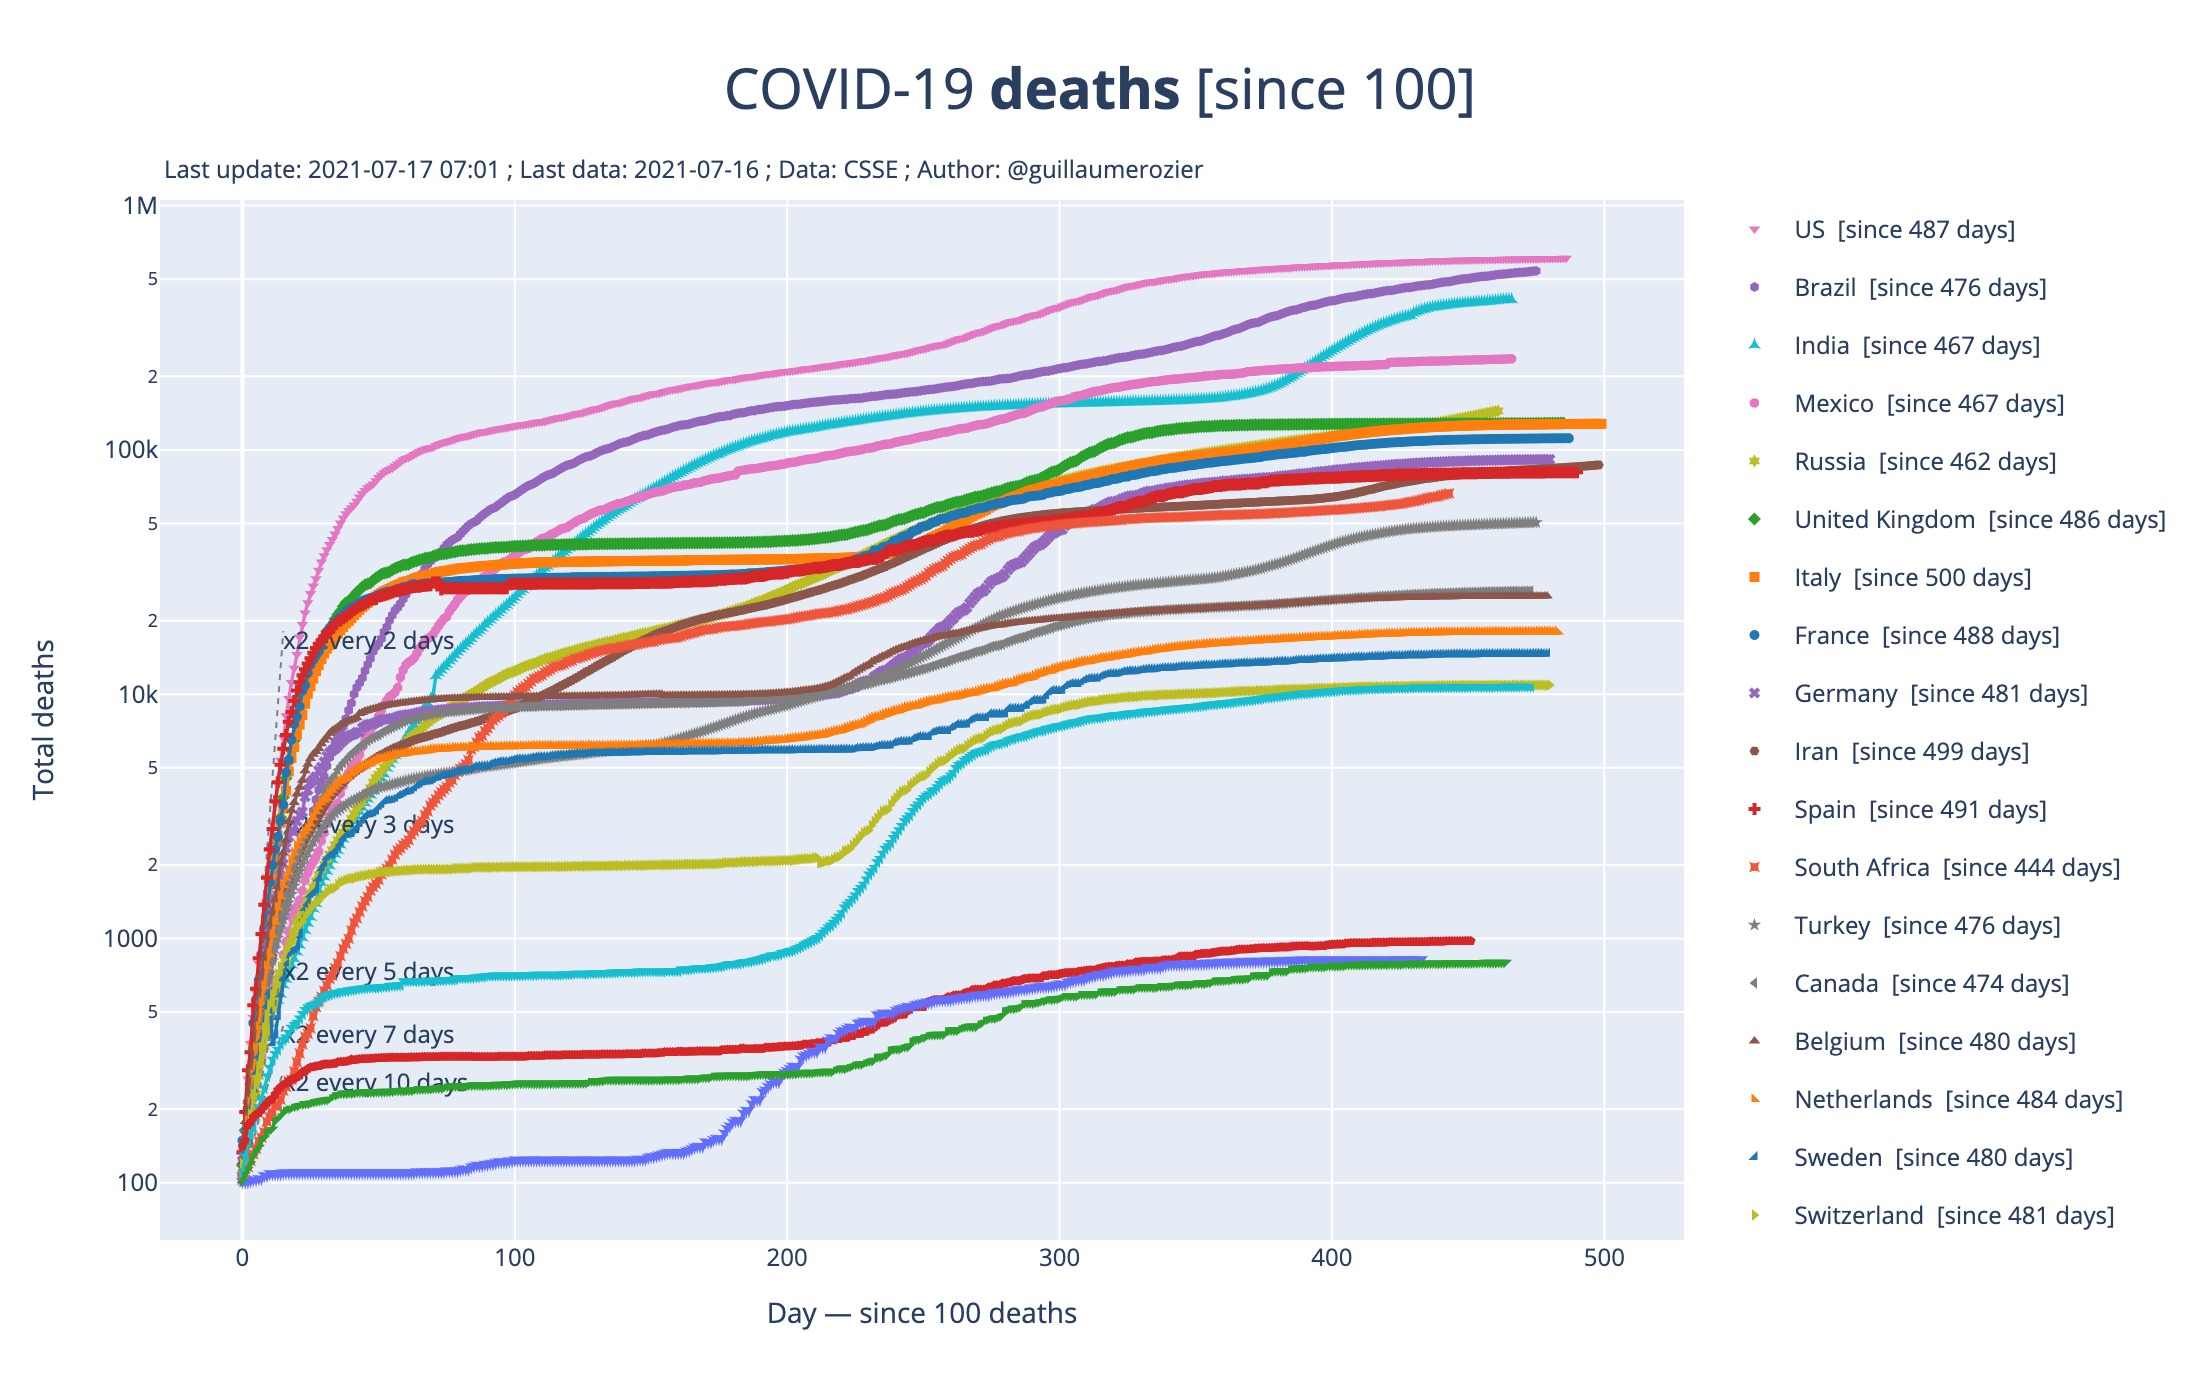 COVID-19 deaths [since 100]
Last update: 2021-07-17 07:01 ; Last data: 2021-07-16 ; Data: CSSE ; Author: @guillaumerozier
1M
5
2
100k
5
2
10k
5
2
1000
5
2
100
Total deaths
x2 every 2 days
every 3 days
x2 every 5 days
x2 every 7 days
x2 every 10 days
0 100 200 300 400 500
Day — since 100 deaths
US [since 487 days]
Brazil [since 476 days]
India [since 467 days]
Mexico [since 467 days]
Russia [since 462 days]
United Kingdom [since 486 days]
Italy [since 500 days]
France [since 488 days]
Germany [since 481 days]
Iran [since 499 days]
Spain [since 491 days]
South Africa [since 444 days]
Turkey [since 476 days]
Canada [since 474 days]
Belgium [since 480 days]
Netherlands [since 484 days]
Sweden [since 480 days]
Switzerland [since 481 days]